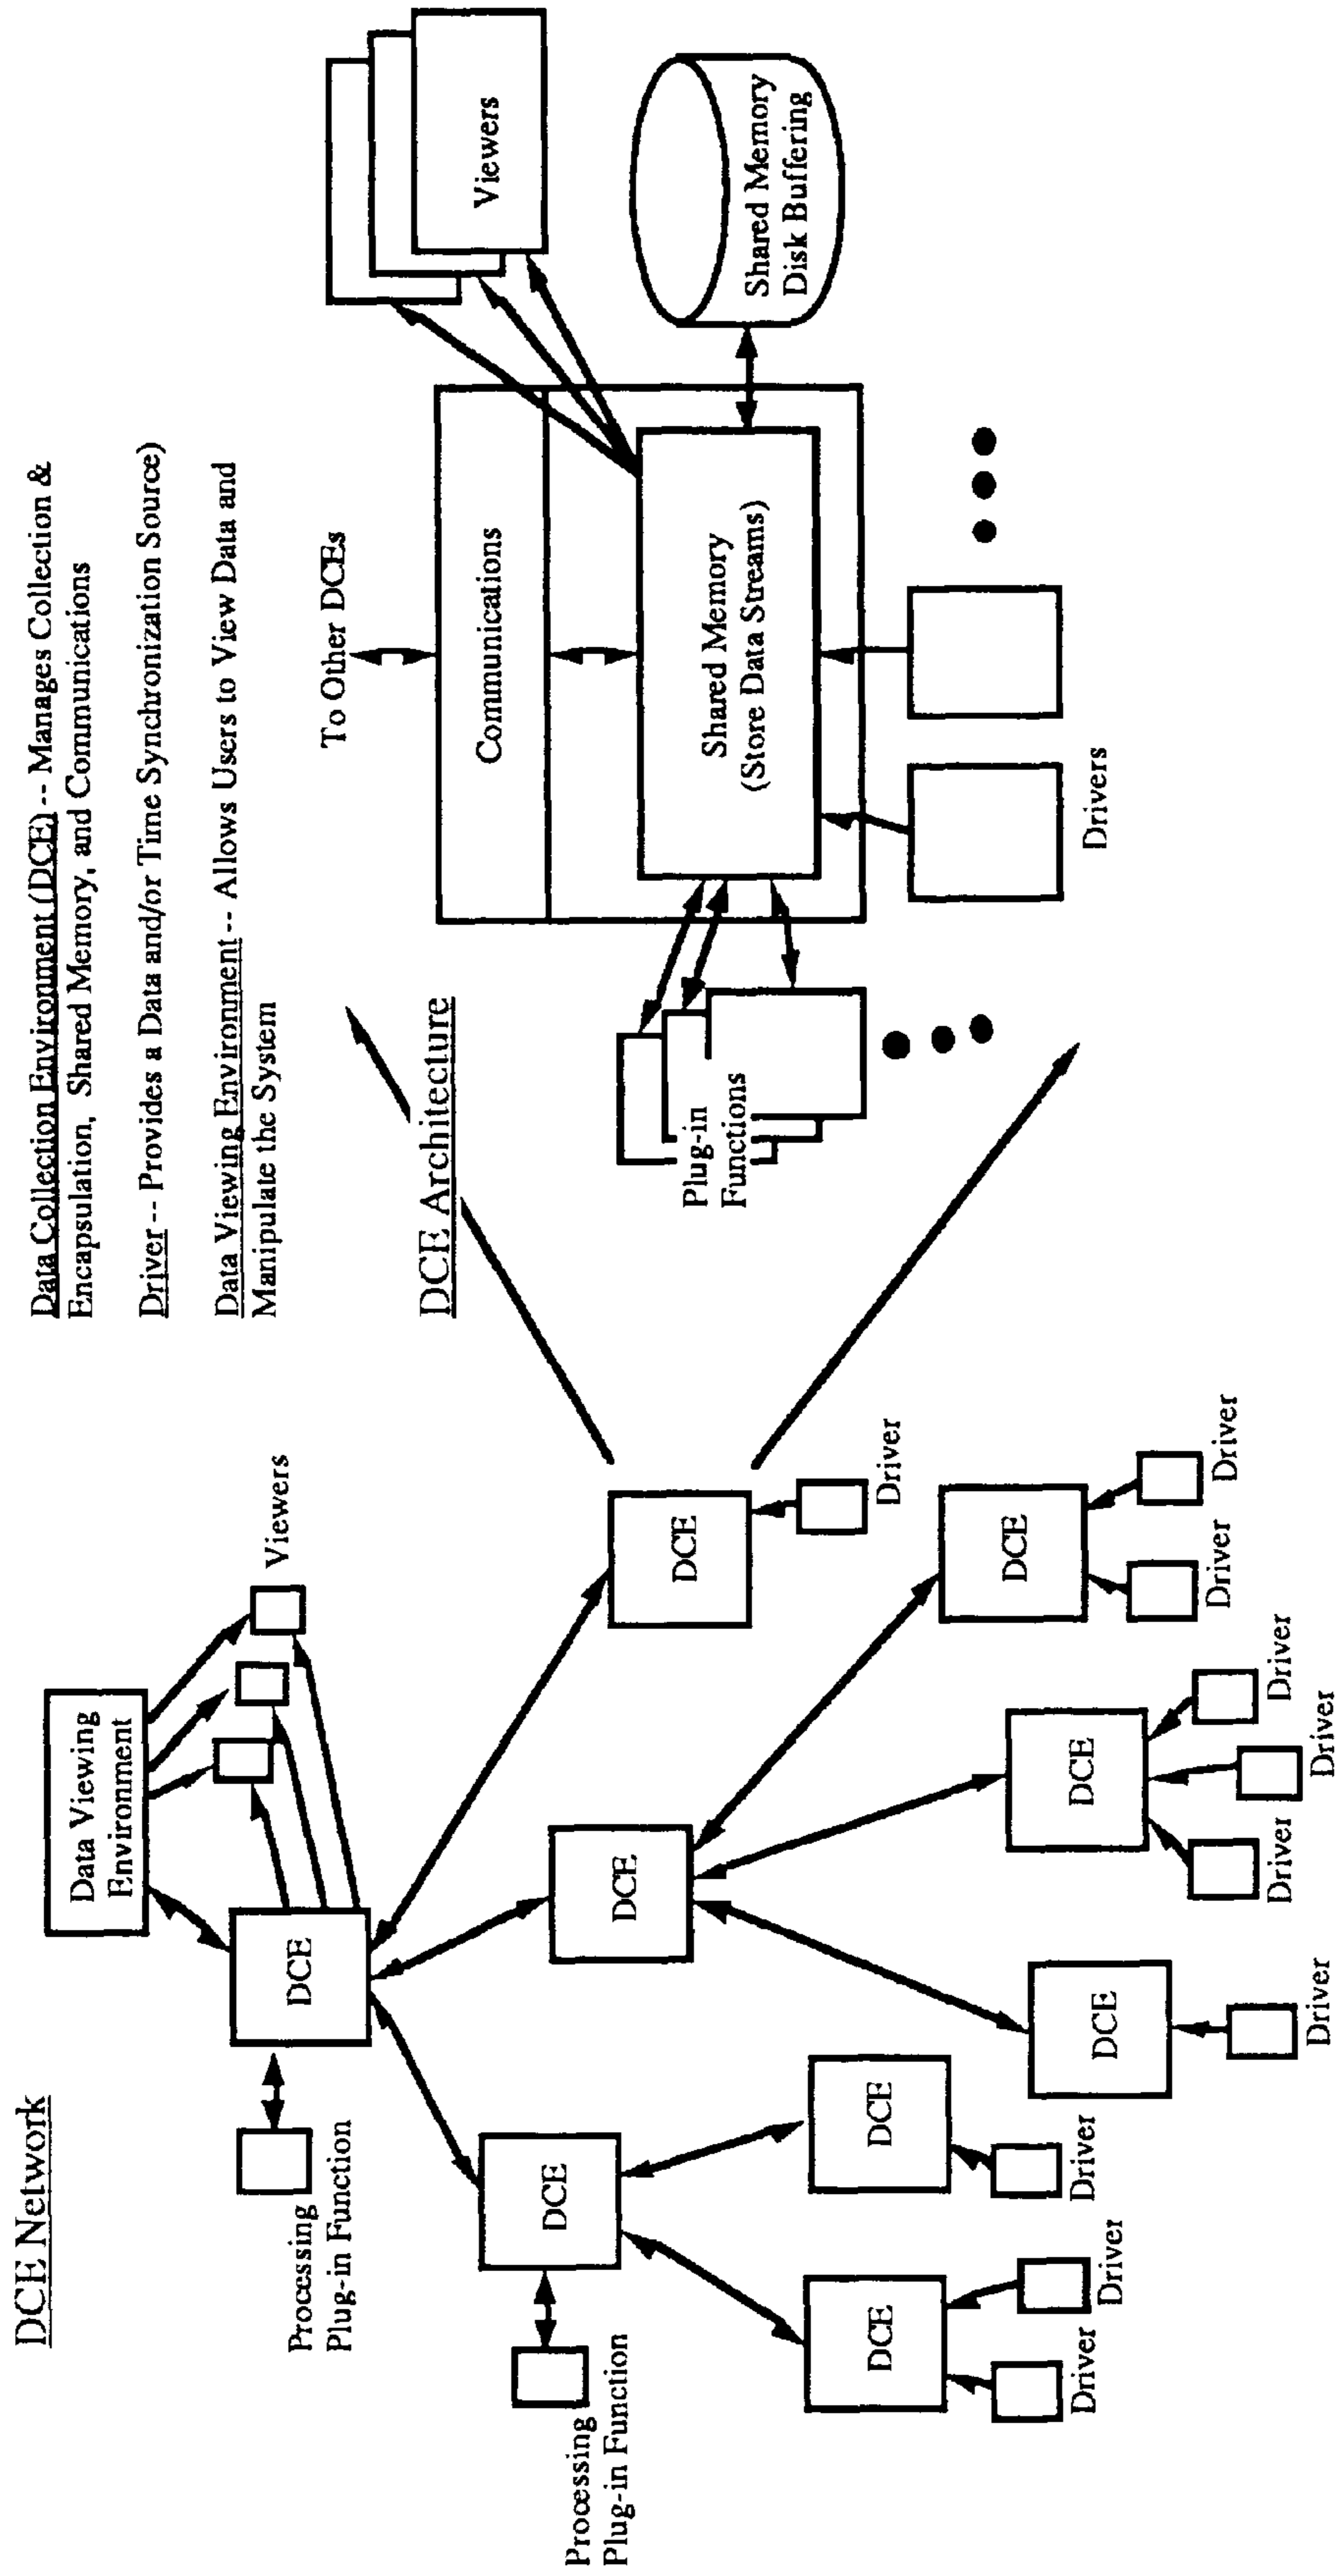 DCE Network
Data Viewing
Environment
Viewers
DCE
Processing
Plug-in Function
DCE
Processing
Plug-in Function
DCE
DCE
Driver
DCE
Driver
Driver
DCE
Driver
DCE
Driver
DCE
Driver
Driver
Driver
DCE
Driver
Driver
Data Collection Environment (DCE) -- Manages Collection &
Encapsulation, Shared Memory, and Communications
Driver -- Provides a Data and/or Time Synchronization Source)
Data Viewing Environment -- Allows Users to View Data and
Manipulate the System
DCE Architecture
To Other DCEs
Communications
Viewers
Shared Memory
(Store Data Streams)
Shared Memory
Disk Buffering
Plug-in
Functions
Drivers